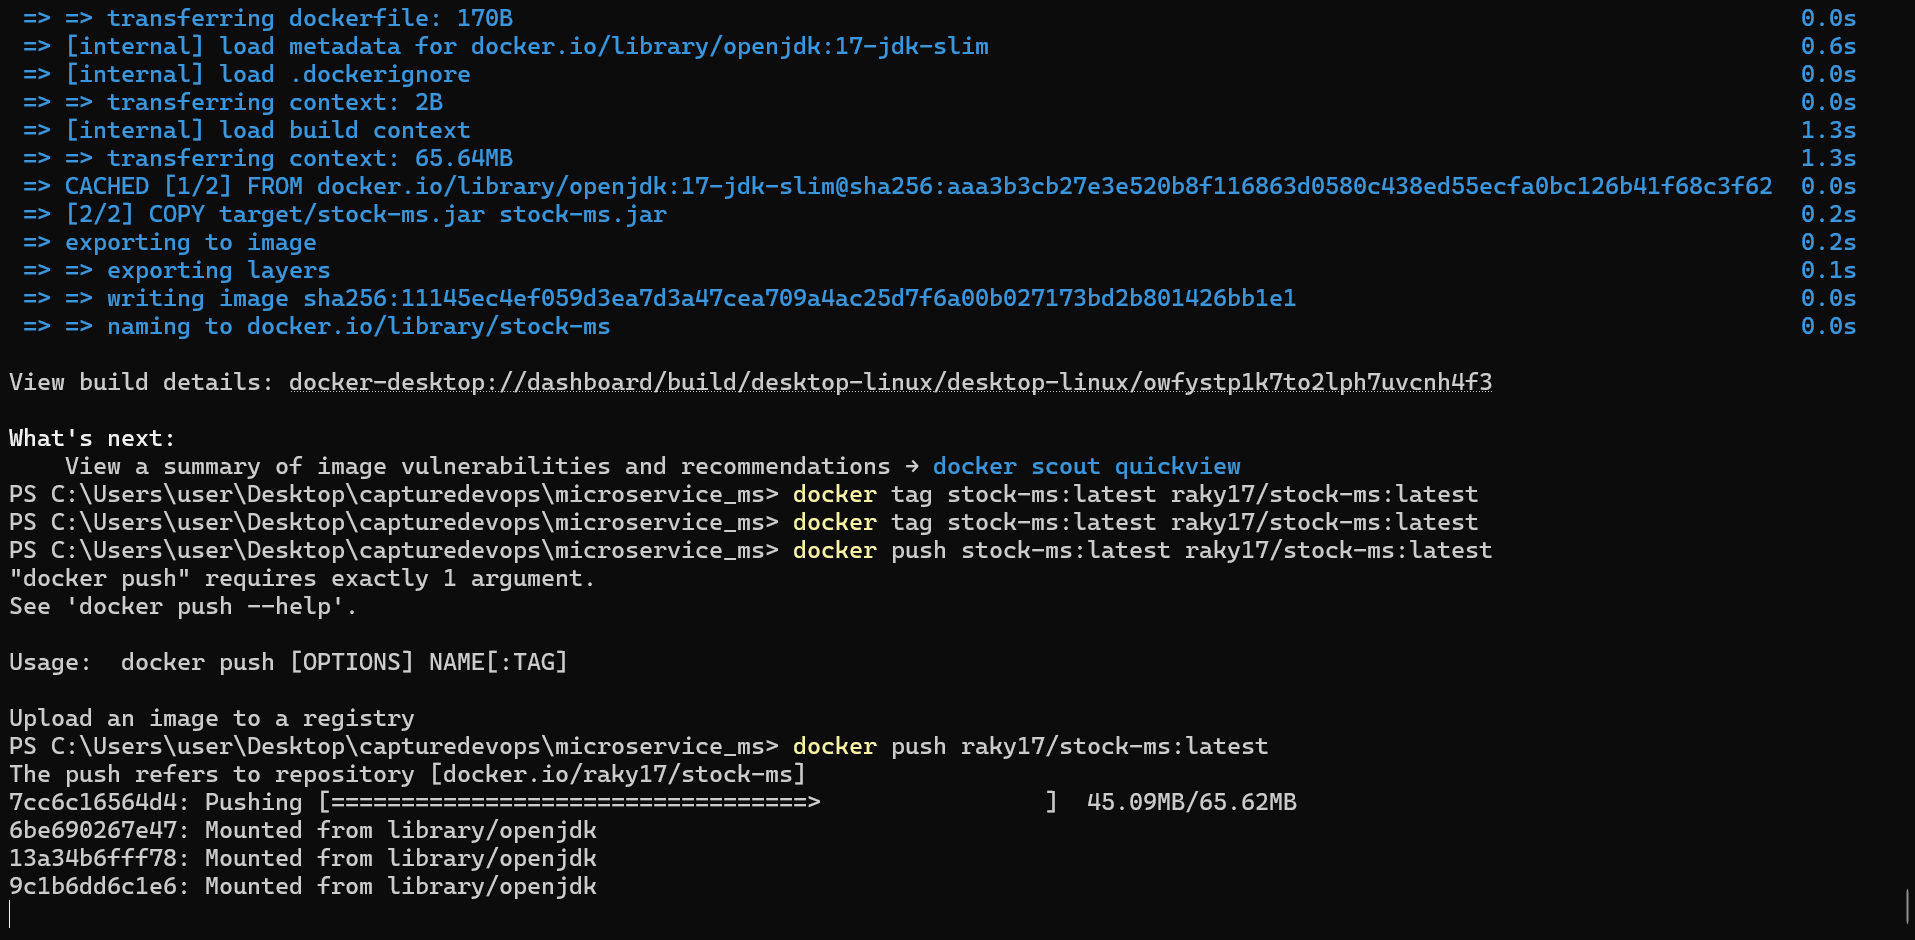 => => transferring dockerfile: 170B 0.0s
=> [internal] load metadata for docker.io/library/openjdk:17-jdk-slim 0.6s
=> [internal] load .dockerignore 0.0s
=> => transferring context: 2B 0.0s
=> [internal] load build context 1.3s
=> => transferring context: 65.64MB 1.3s
=> CACHED [1/2] FROM docker.io/library/openjdk:17-jdk-slim@sha256:aaa3b3cb27e3e520b8f116863d0580c438ed55ecfa0bc126b41f68c3f62 0.0s
=> [2/2] COPY target/stock-ms.jar stock-ms.jar 0.2s
=> exporting to image 0.2s
=> => exporting layers 0.1s
=> => writing image sha256:11145ec4ef059d3ea7d3a47cea709a4ac25d7f6a00b027173bd2b801426bb1e1 0.0s
=> => naming to docker.io/library/stock-ms 0.0s
View build details: docker-desktop://dashboard/build/desktop-linux/desktop-linux/owfystp1k7to2lph7uvcnh4f3
What's next:
View a summary of image vulnerabilities and recommendations → docker scout quickview
PS C:\Users\user\Desktop\capturedevops\microservice_ms> docker tag stock-ms:latest raky17/stock-ms:latest
PS C:\Users\user\Desktop\capturedevops\microservice_ms> docker tag stock-ms:latest raky17/stock-ms:latest
PS C:\Users\user\Desktop\capturedevops\microservice_ms> docker push stock-ms:latest raky17/stock-ms:latest
"docker push" requires exactly 1 argument.
See 'docker push --help'.
Usage:  docker push [OPTIONS] NAME[:TAG]
Upload an image to a registry
PS C:\Users\user\Desktop\capturedevops\microservice_ms> docker push raky17/stock-ms:latest
The push refers to repository [docker.io/raky17/stock-ms]
7cc6c16564d4: Pushing [==================================>                ]  45.09MB/65.62MB
6be690267e47: Mounted from library/openjdk
13a34b6fff78: Mounted from library/openjdk
9c1b6dd6c1e6: Mounted from library/openjdk